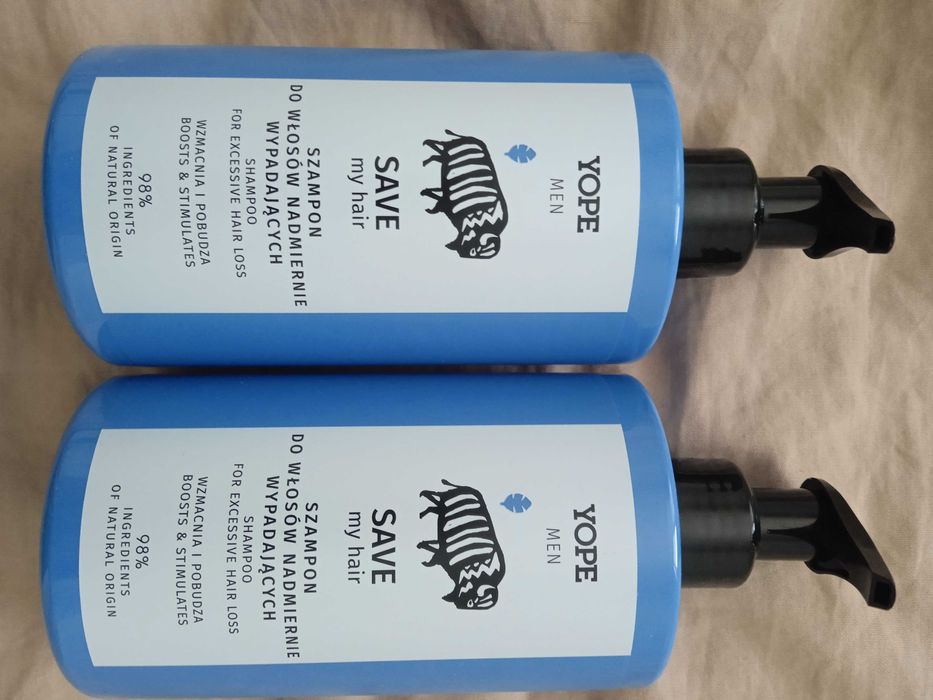 YOPE
MEN
SAVE
my hair
SZAMPON
DO WŁOSÓW NADMIERNIE
WYPADAJĄCYCH
SHAMPOO
FOR EXCESSIVE HAIR LOSS
WZMACNIA I POBUDZA
BOOSTS & STIMULATES
98%
INGREDIENTS
OF NATURAL ORIGIN
YOPE
MEN
SAVE
my hair
SZAMPON
DO WŁOSÓW NADMIERNIE
WYPADAJĄCYCH
SHAMPOO
FOR EXCESSIVE HAIR LOSS
WZMACNIA I POBUDZA
BOOSTS & STIMULATES
98%
INGREDIENTS
OF NATURAL ORIGIN